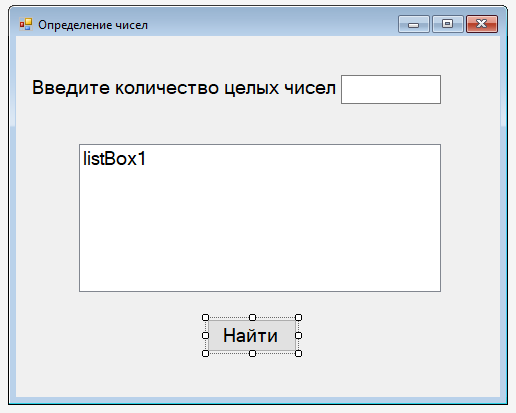 Определение чисел
Введите количество целых чисел
listBox1
Найти